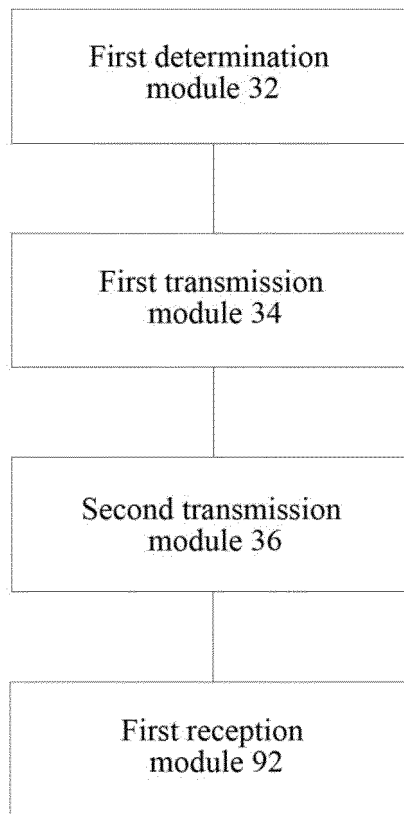 First determination
module 32
First transmission
module 34
Second transmission
module 36
First reception
module 92